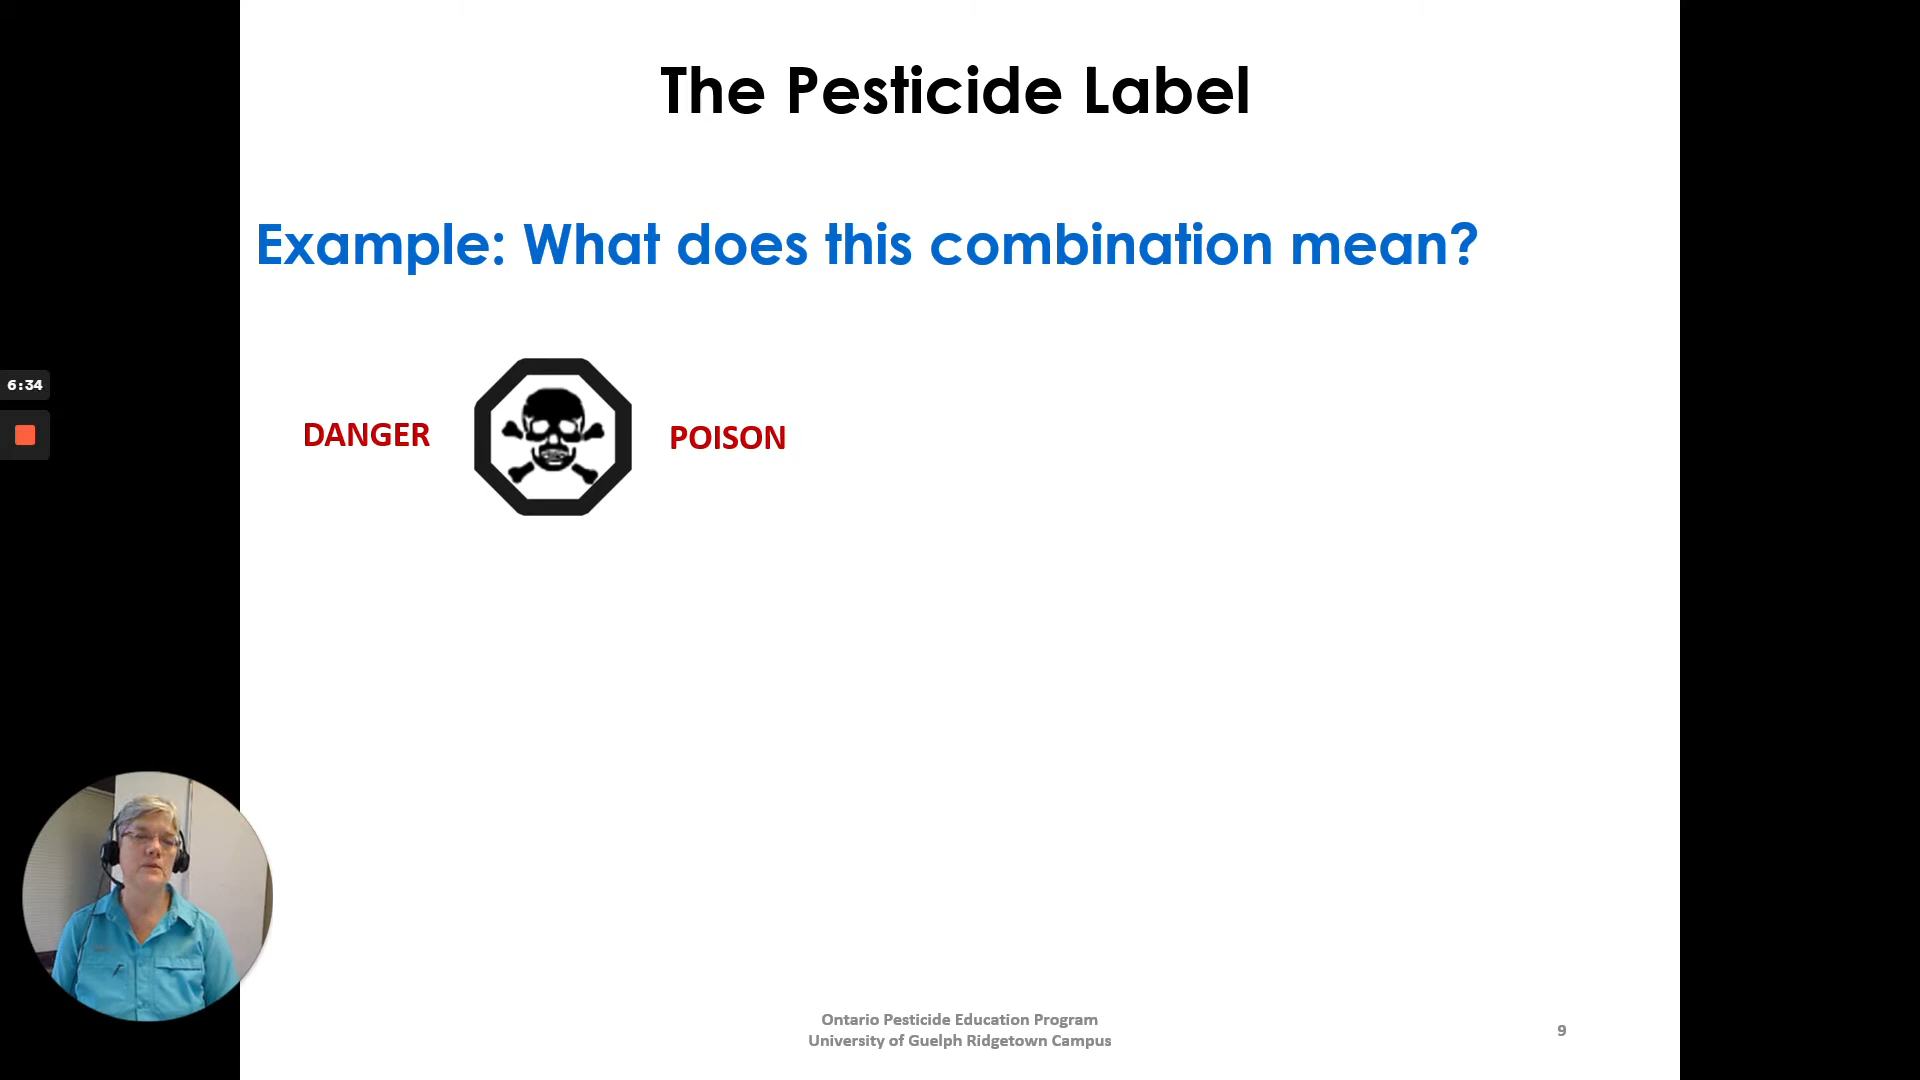 The Pesticide Label
Example: What does this combination mean?
6:34
DANGER
POISON
Ontario Pesticide Education Program
University of Guelph Ridgetown Campus
9